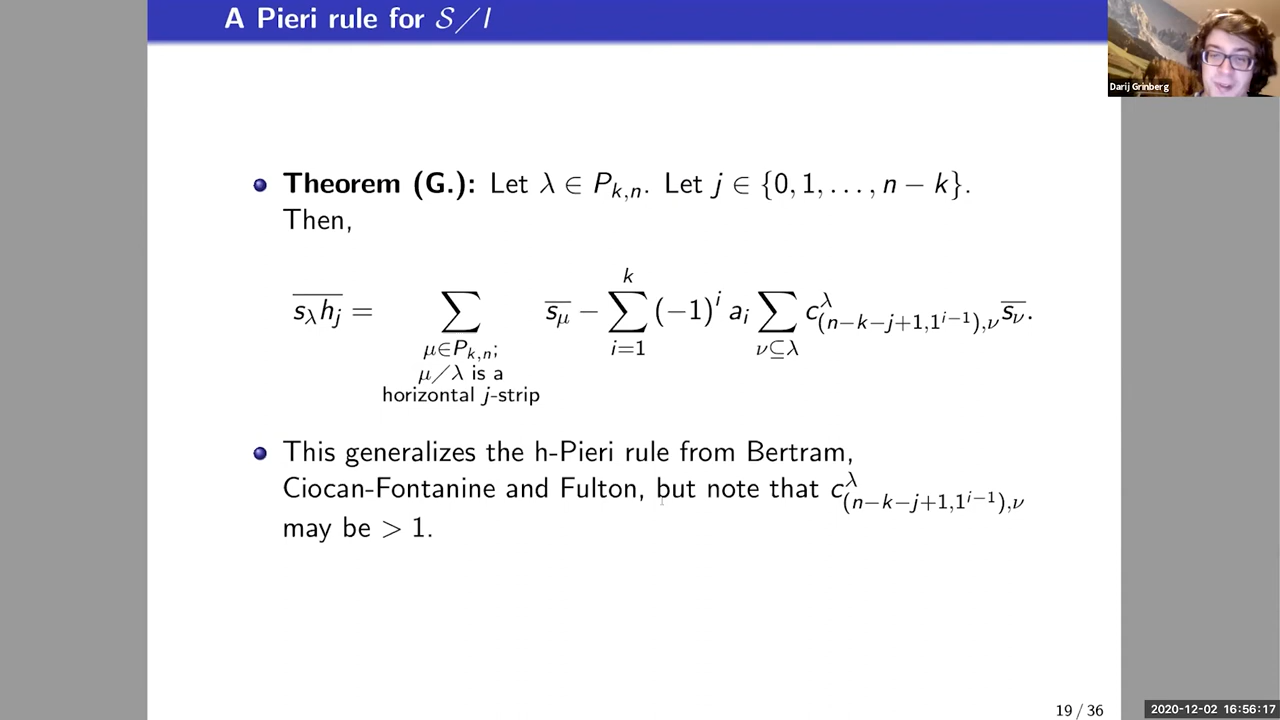 A Pieri rule for 𝒮/I
Darij Grinberg
Theorem (G.): Let λ ∈ P_{k,n}. Let j ∈ {0, 1, . . . , n − k}.
Then,
\overline{s_λ h_j} = \sum_{μ∈P_{k,n}; μ/λ is a horizontal j-strip} \overline{s_μ} − \sum_{i=1}^{k} (−1)^i a_i \sum_{ν⊆λ} c^λ_{(n−k−j+1,1^{i−1}),ν} \overline{s_ν}.
This generalizes the h-Pieri rule from Bertram,
Ciocan-Fontanine and Fulton, but note that c^λ_{(n−k−j+1,1^{i−1}),ν}
may be > 1.
19 / 36
2020-12-02 16:56:17